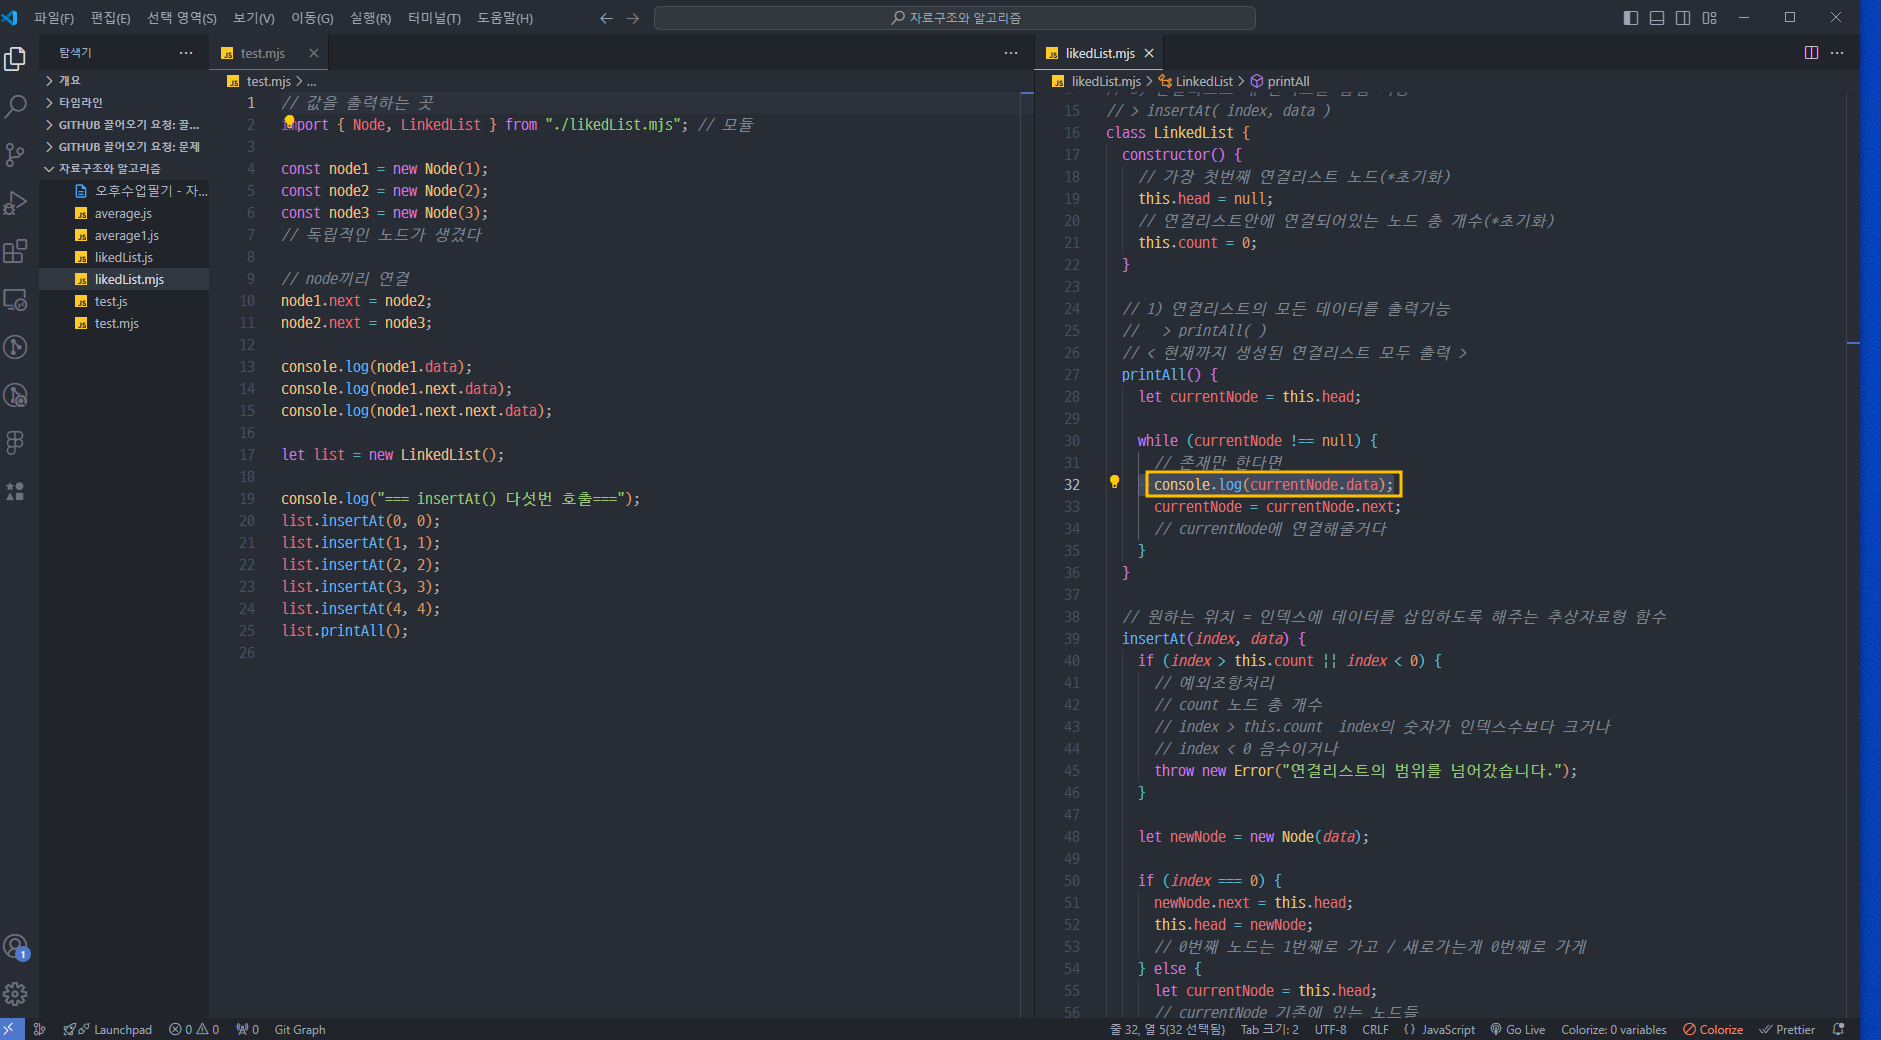 파일(F) 편집(E) 선택 영역(S) 보기(V) 이동(G) 실행(R) 터미널(T) 도움말(H)
자료구조와 알고리즘
탐색기
개요
타임라인
GITHUB 끌어오기 요청: 끌...
GITHUB 끌어오기 요청: 문제
자료구조와 알고리즘
오후수업필기 - 자...
average.js
average1.js
likedList.js
likedList.mjs
test.js
test.mjs
1
test.mjs
test.mjs > ...
1 // 값을 출력하는 곳
2 import { Node, LinkedList } from "./likedList.mjs"; // 모듈
3
4 const node1 = new Node(1);
5 const node2 = new Node(2);
6 const node3 = new Node(3);
7 // 독립적인 노드가 생겼다
8
9 // node끼리 연결
10 node1.next = node2;
11 node2.next = node3;
12
13 console.log(node1.data);
14 console.log(node1.next.data);
15 console.log(node1.next.next.data);
16
17 let list = new LinkedList();
18
19 console.log("=== insertAt() 다섯번 호출===");
20 list.insertAt(0, 0);
21 list.insertAt(1, 1);
22 list.insertAt(2, 2);
23 list.insertAt(3, 3);
24 list.insertAt(4, 4);
25 list.printAll();
26
likedList.mjs
likedList.mjs > LinkedList > printAll
15 // > insertAt( index, data )
16 class LinkedList {
17 constructor() {
18 // 가장 첫번째 연결리스트 노드(*초기화)
19 this.head = null;
20 // 연결리스트안에 연결되어있는 노드 총 개수(*초기화)
21 this.count = 0;
22 }
23
24 // 1) 연결리스트의 모든 데이터를 출력기능
25 // > printAll( )
26 // < 현재까지 생성된 연결리스트 모두 출력 >
27 printAll() {
28 let currentNode = this.head;
29
30 while (currentNode !== null) {
31 // 존재만 한다면
32 console.log(currentNode.data);
33 currentNode = currentNode.next;
34 // currentNode에 연결해줄거다
35 }
36 }
37
38 // 원하는 위치 = 인덱스에 데이터를 삽입하도록 해주는 추상자료형 함수
39 insertAt(index, data) {
40 if (index > this.count || index < 0) {
41 // 예외조항처리
42 // count 노드 총 개수
43 // index > this.count index의 숫자가 인덱스수보다 크거나
44 // index < 0 음수이거나
45 throw new Error("연결리스트의 범위를 넘어갔습니다.");
46 }
47
48 let newNode = new Node(data);
49
50 if (index === 0) {
51 newNode.next = this.head;
52 this.head = newNode;
53 // 0번째 노드는 1번째로 가고 / 새로가는게 0번째로 가게
54 } else {
55 let currentNode = this.head;
56 // currentNode 기존에 있는 노드들
Launchpad 0 0 0 Git Graph
줄 32, 열 5(32 선택됨) Tab 크기: 2 UTF-8 CRLF {} JavaScript Go Live Colorize: 0 variables Colorize Prettier